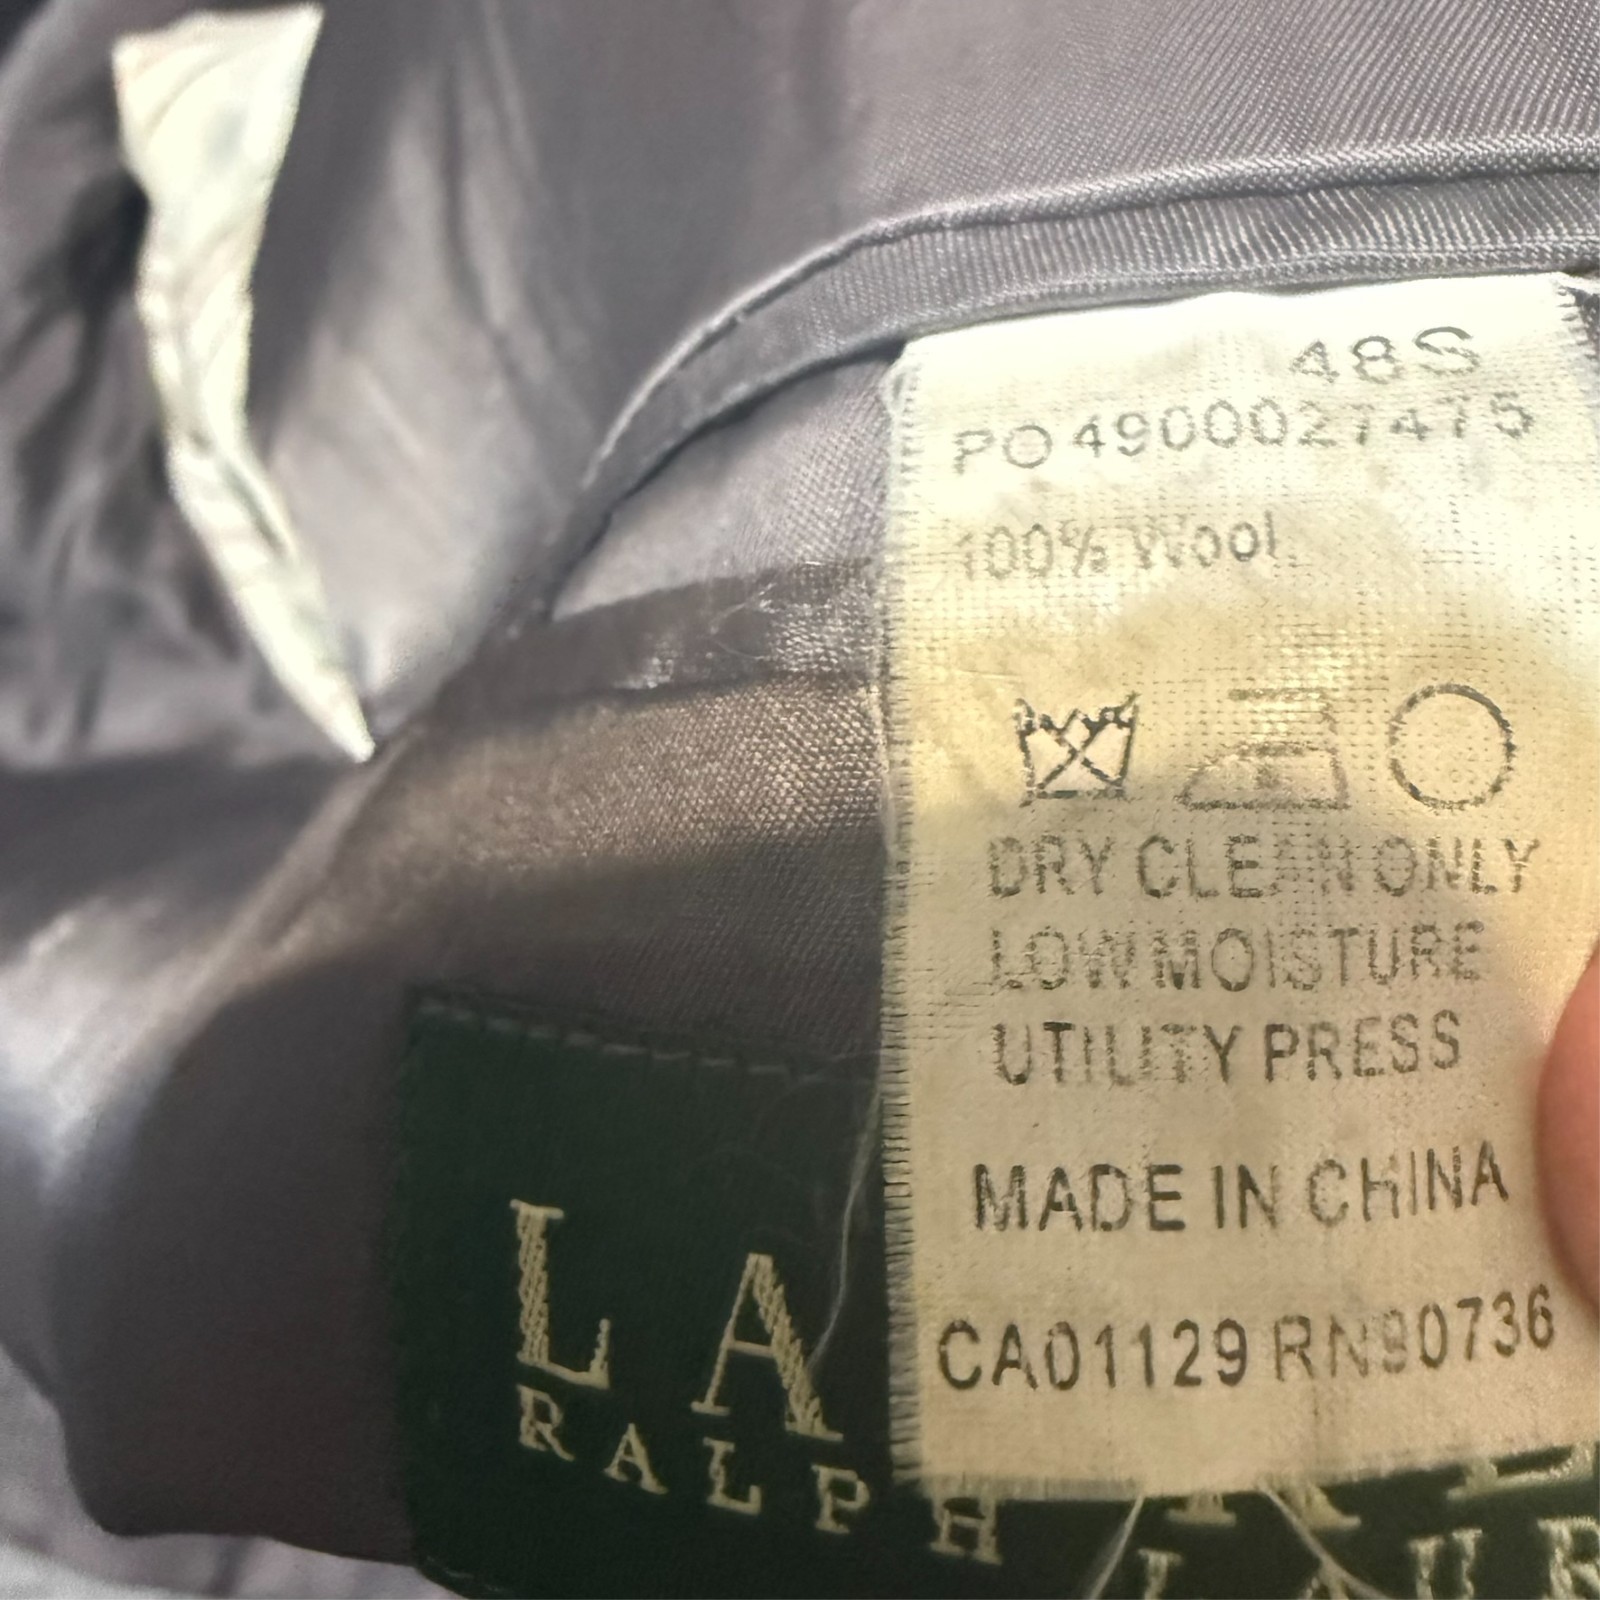 48S
PO 4900027475
100% Wool
DRY CLEAN ONLY
LOW MOISTURE
UTILITY PRESS
MADE IN CHINA
CA01129 RN90736
LA
RALPH LAUR